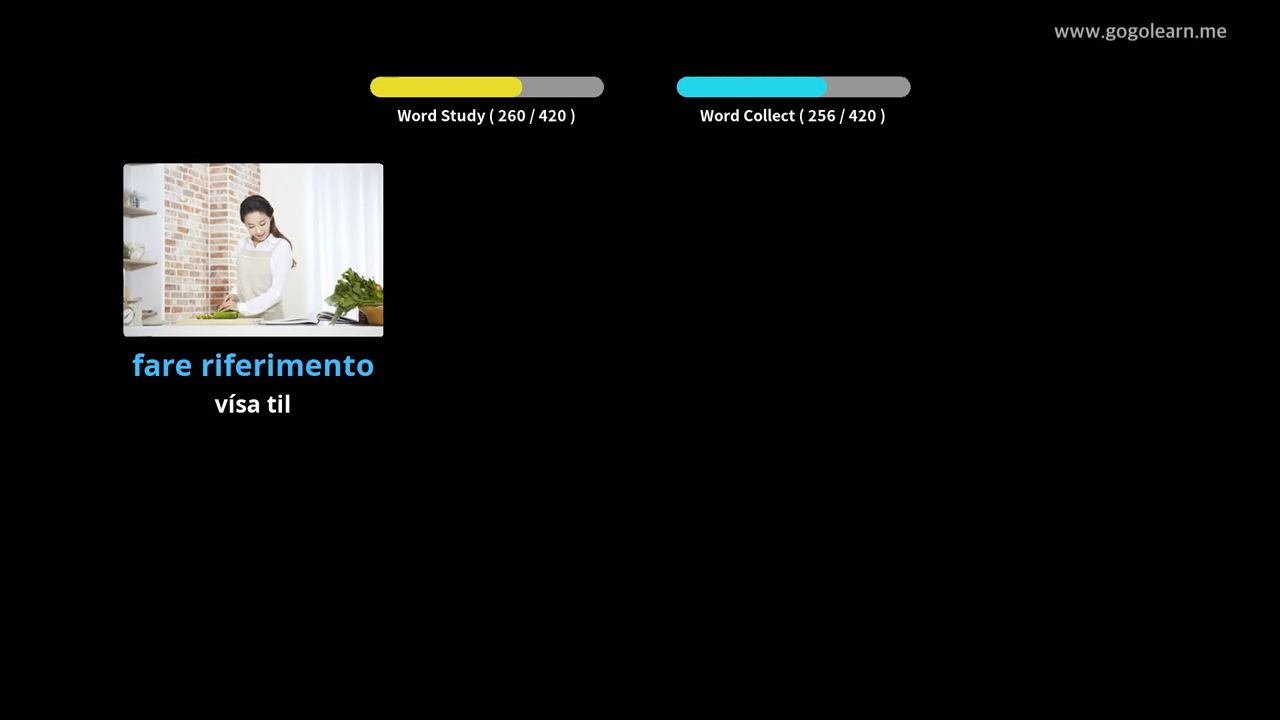 www.gogolearn.me
Word Study ( 260 / 420 )
Word Collect ( 256 / 420 )
fare riferimento
vísa til